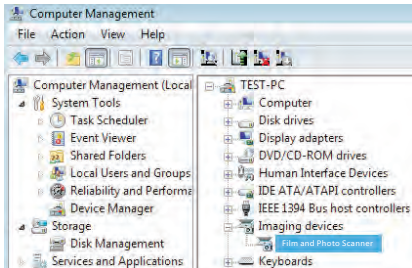 Computer Management
File Action View Help
Computer Management (Local
System Tools
Task Scheduler
Event Viewer
Shared Folders
Local Users and Groups
Reliability and Performa
Device Manager
Storage
Disk Management
Services and Applications
TEST-PC
Computer
Disk drives
Display adapters
DVD/CD-ROM drives
Human Interface Devices
IDE ATA/ATAPI controllers
IEEE 1394 Bus host controllers
Imaging devices
Film and Photo Scanner
Keyboards